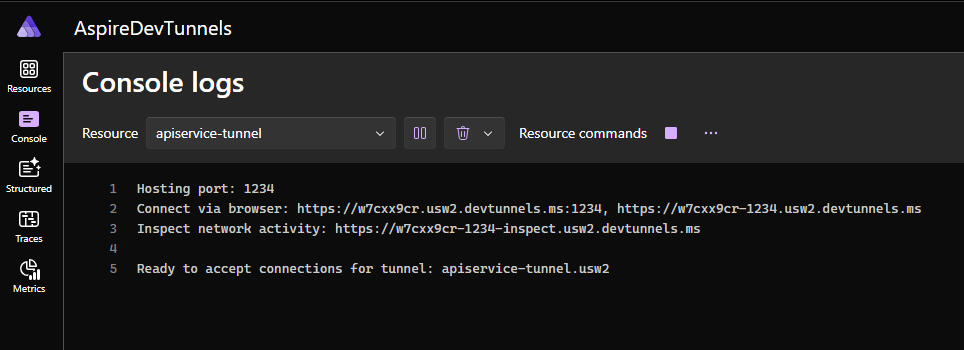 AspireDevTunnels
Resources
Console
Structured
Traces
Metrics
Console logs
Resource apiservice-tunnel Resource commands ...
1 Hosting port: 1234
2 Connect via browser: https://w7cxx9cr.usw2.devtunnels.ms:1234, https://w7cxx9cr-1234.usw2.devtunnels.ms
3 Inspect network activity: https://w7cxx9cr-1234-inspect.usw2.devtunnels.ms
4
5 Ready to accept connections for tunnel: apiservice-tunnel.usw2